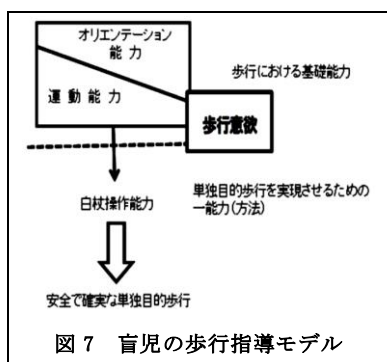 オリエンテーション
能 力
運 動 能 力
歩行における基礎能力
歩行意欲
白杖操作能力
単独目的歩行を実現させるための
一能力(方法)
安全で確実な単独目的歩行
図 7　盲児の歩行指導モデル